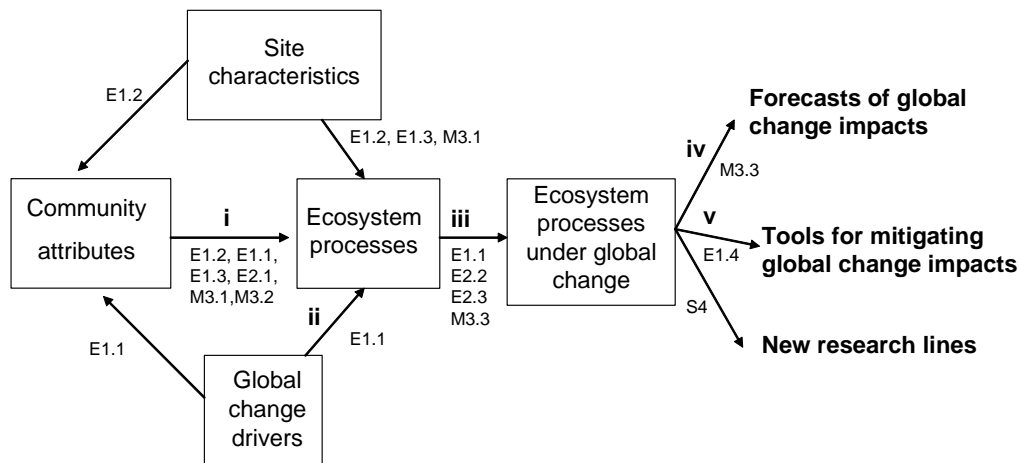 Site
characteristics
E1.2
E1.2, E1.3, M3.1
Community
attributes
i
E1.2, E1.1,
E1.3, E2.1,
M3.1,M3.2
Ecosystem
processes
iii
E1.1
E2.2
E2.3
M3.3
Ecosystem
processes
under global
change
iv
M3.3
Forecasts of global
change impacts
v
E1.4
Tools for mitigating
global change impacts
S4
New research lines
ii
E1.1
E1.1
Global
change
drivers